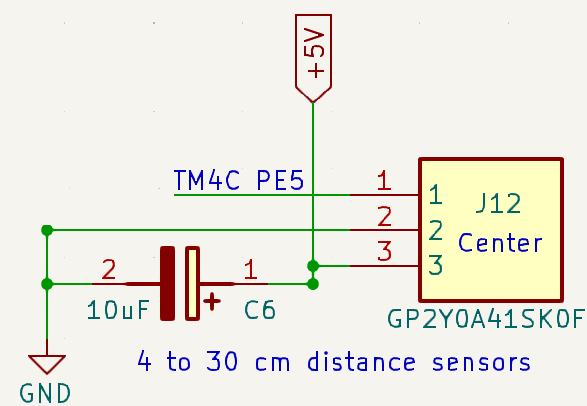 +5V
TM4C PE5
1
1
J12
2
2
Center
3
3
2
1
10uF
C6
+
GP2Y0A41SK0F
4 to 30 cm distance sensors
GND